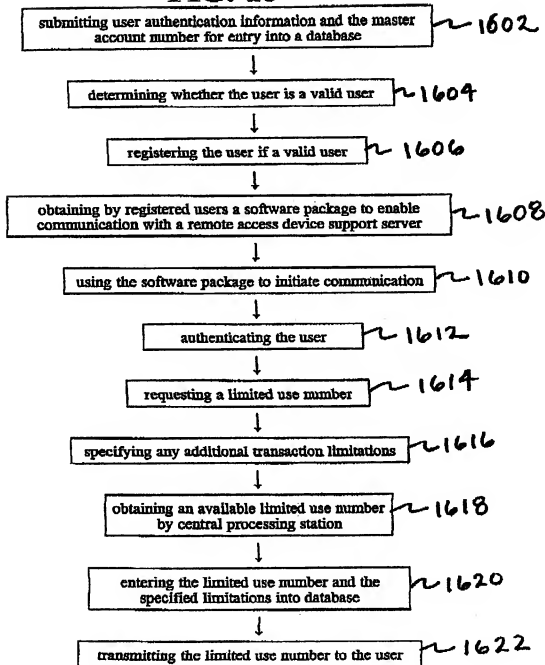 submitting user authentication information and the master 1602
account number for entry into a database
determining whether the user is a valid user 1604
registering the user if a valid user 1606
obtaining by registered users a software package to enable 1608
communication with a remote access device support server
using the software package to initiate communication 1610
authenticating the user 1612
requesting a limited use number 1614
specifying any additional transaction limitations 1616
obtaining an available limited use number 1618
by central processing station
entering the limited use number and the 1620
specified limitations into database
transmitting the limited use number to the user 1622